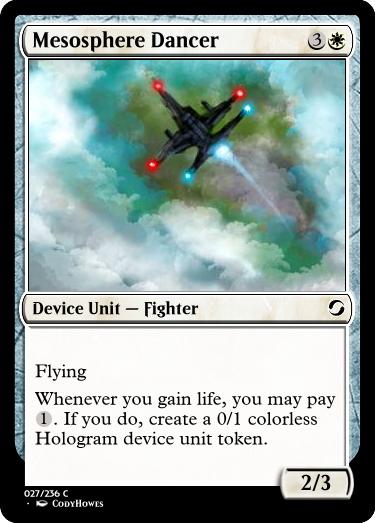 Mesosphere Dancer 3
Device Unit — Fighter
Flying
Whenever you gain life, you may pay
1. If you do, create a 0/1 colorless
Hologram device unit token.
2/3
027/236 C
· CodyHowes